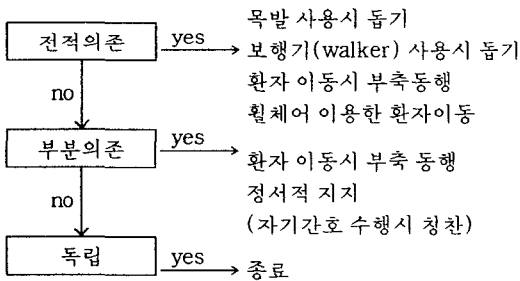 목발 사용시 돕기
전적의존 yes 보행기(walker) 사용시 돕기
환자 이동시 부축동행
no
휠체어 이용한 환자이동
부분의존 yes
환자 이동시 부축 동행
정서적 지지
no
(자기간호 수행시 칭찬)
독립 yes 종료